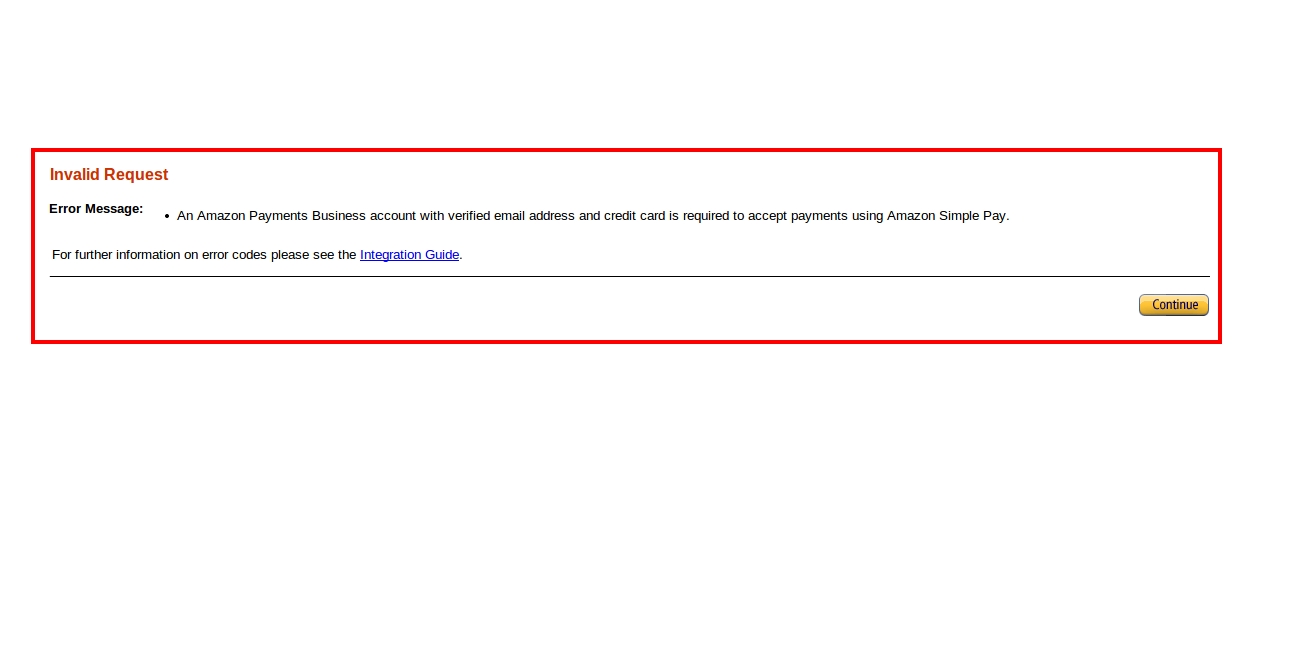 Invalid Request
Error Message:
• An Amazon Payments Business account with verified email address and credit card is required to accept payments using Amazon Simple Pay.
For further information on error codes please see the Integration Guide.
Continue